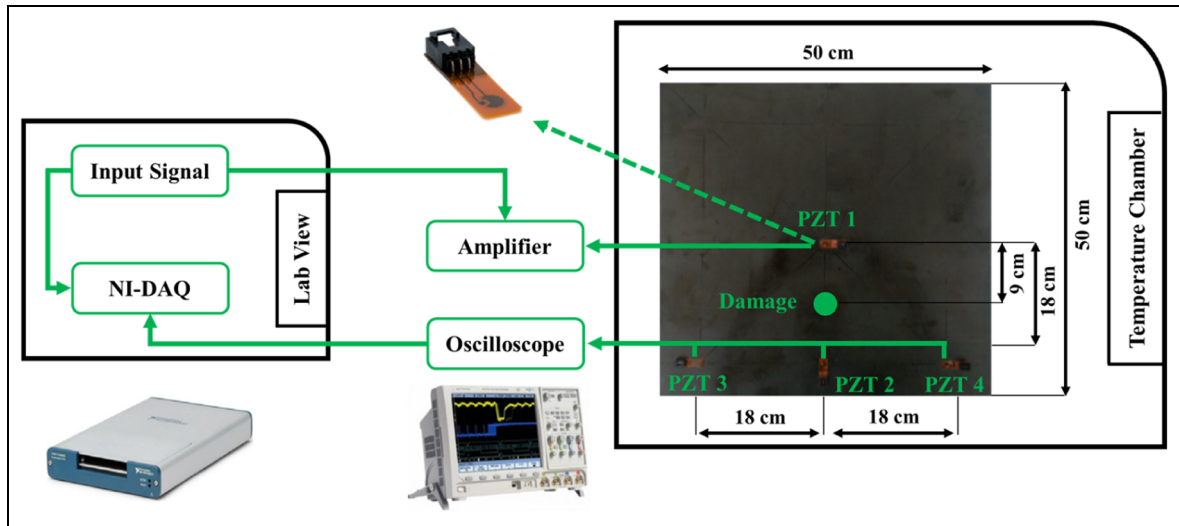 Input Signal
NI-DAQ
Lab View
Amplifier
Oscilloscope
50 cm
50 cm
PZT 1
Damage
9 cm
18 cm
PZT 3
PZT 2
PZT 4
18 cm
18 cm
Temperature Chamber